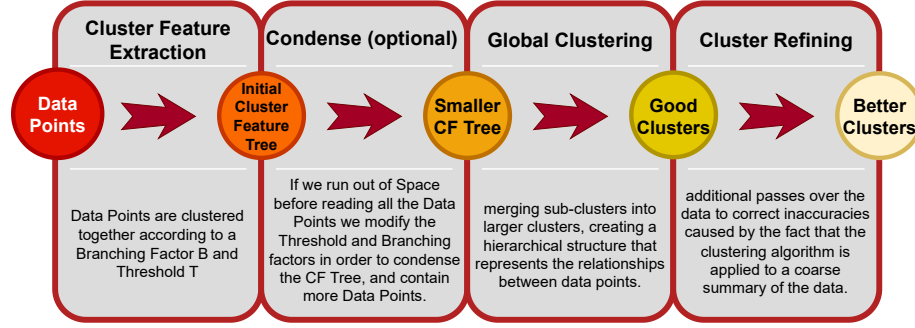 Cluster Feature
Extraction
Condense (optional)
Global Clustering
Cluster Refining
Data
Points
Initial
Cluster
Feature
Tree
Smaller
CF Tree
Good
Clusters
Better
Clusters
Data Points are clustered
together according to a
Branching Factor B and
Threshold T
If we run out of Space
before reading all the Data
Points we modify the
Threshold and Branching
factors in order to condense
the CF Tree, and contain
more Data Points.
merging sub-clusters into
larger clusters, creating a
hierarchical structure that
represents the relationships
between data points.
additional passes over the
data to correct inaccuracies
caused by the fact that the
clustering algorithm is
applied to a coarse
summary of the data.